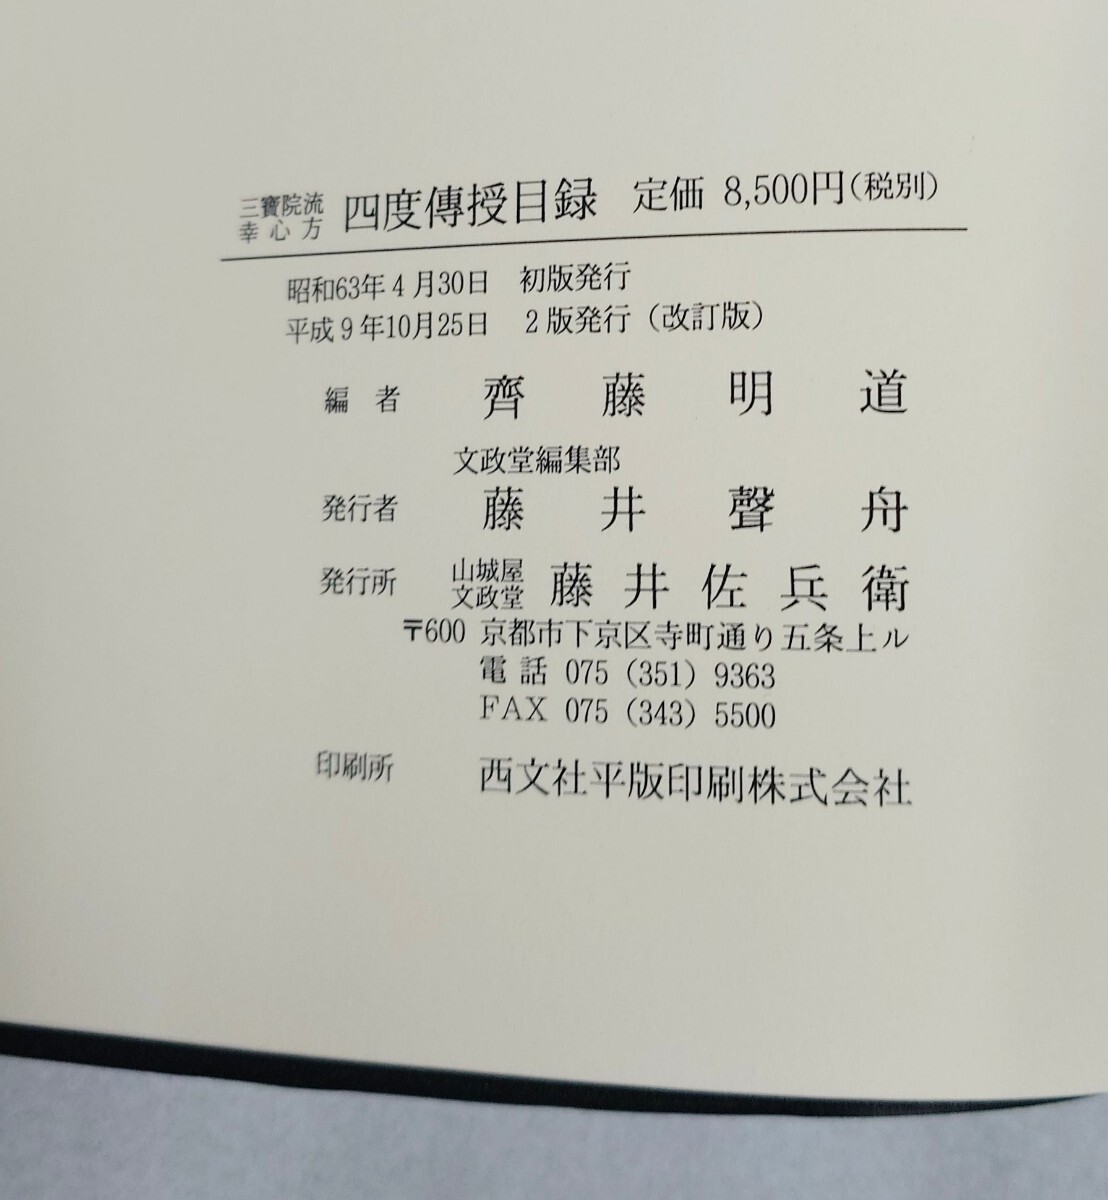 三寶院流
幸心方 四度傳授目録 定価 8,500円(税別)
昭和63年4月30日 初版発行
平成9年10月25日 2版発行(改訂版)
編者 齊藤明道
文政堂編集部
発行者 藤井聲舟
発行所 山城屋
文政堂 藤井佐兵衛
〒600 京都市下京区寺町通り五条上ル
電話 075 (351) 9363
FAX 075 (343) 5500
印刷所 西文社平版印刷株式会社